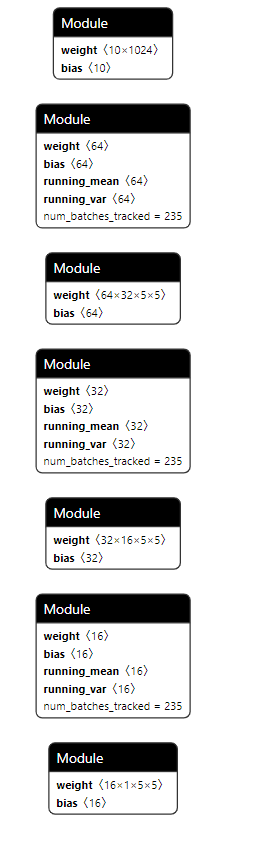 Module
weight〈10×1024〉
bias〈10〉
Module
weight〈64〉
bias〈64〉
running_mean〈64〉
running_var〈64〉
num_batches_tracked = 235
Module
weight〈64×32×5×5〉
bias〈64〉
Module
weight〈32〉
bias〈32〉
running_mean〈32〉
running_var〈32〉
num_batches_tracked = 235
Module
weight〈32×16×5×5〉
bias〈32〉
Module
weight〈16〉
bias〈16〉
running_mean〈16〉
running_var〈16〉
num_batches_tracked = 235
Module
weight〈16×1×5×5〉
bias〈16〉